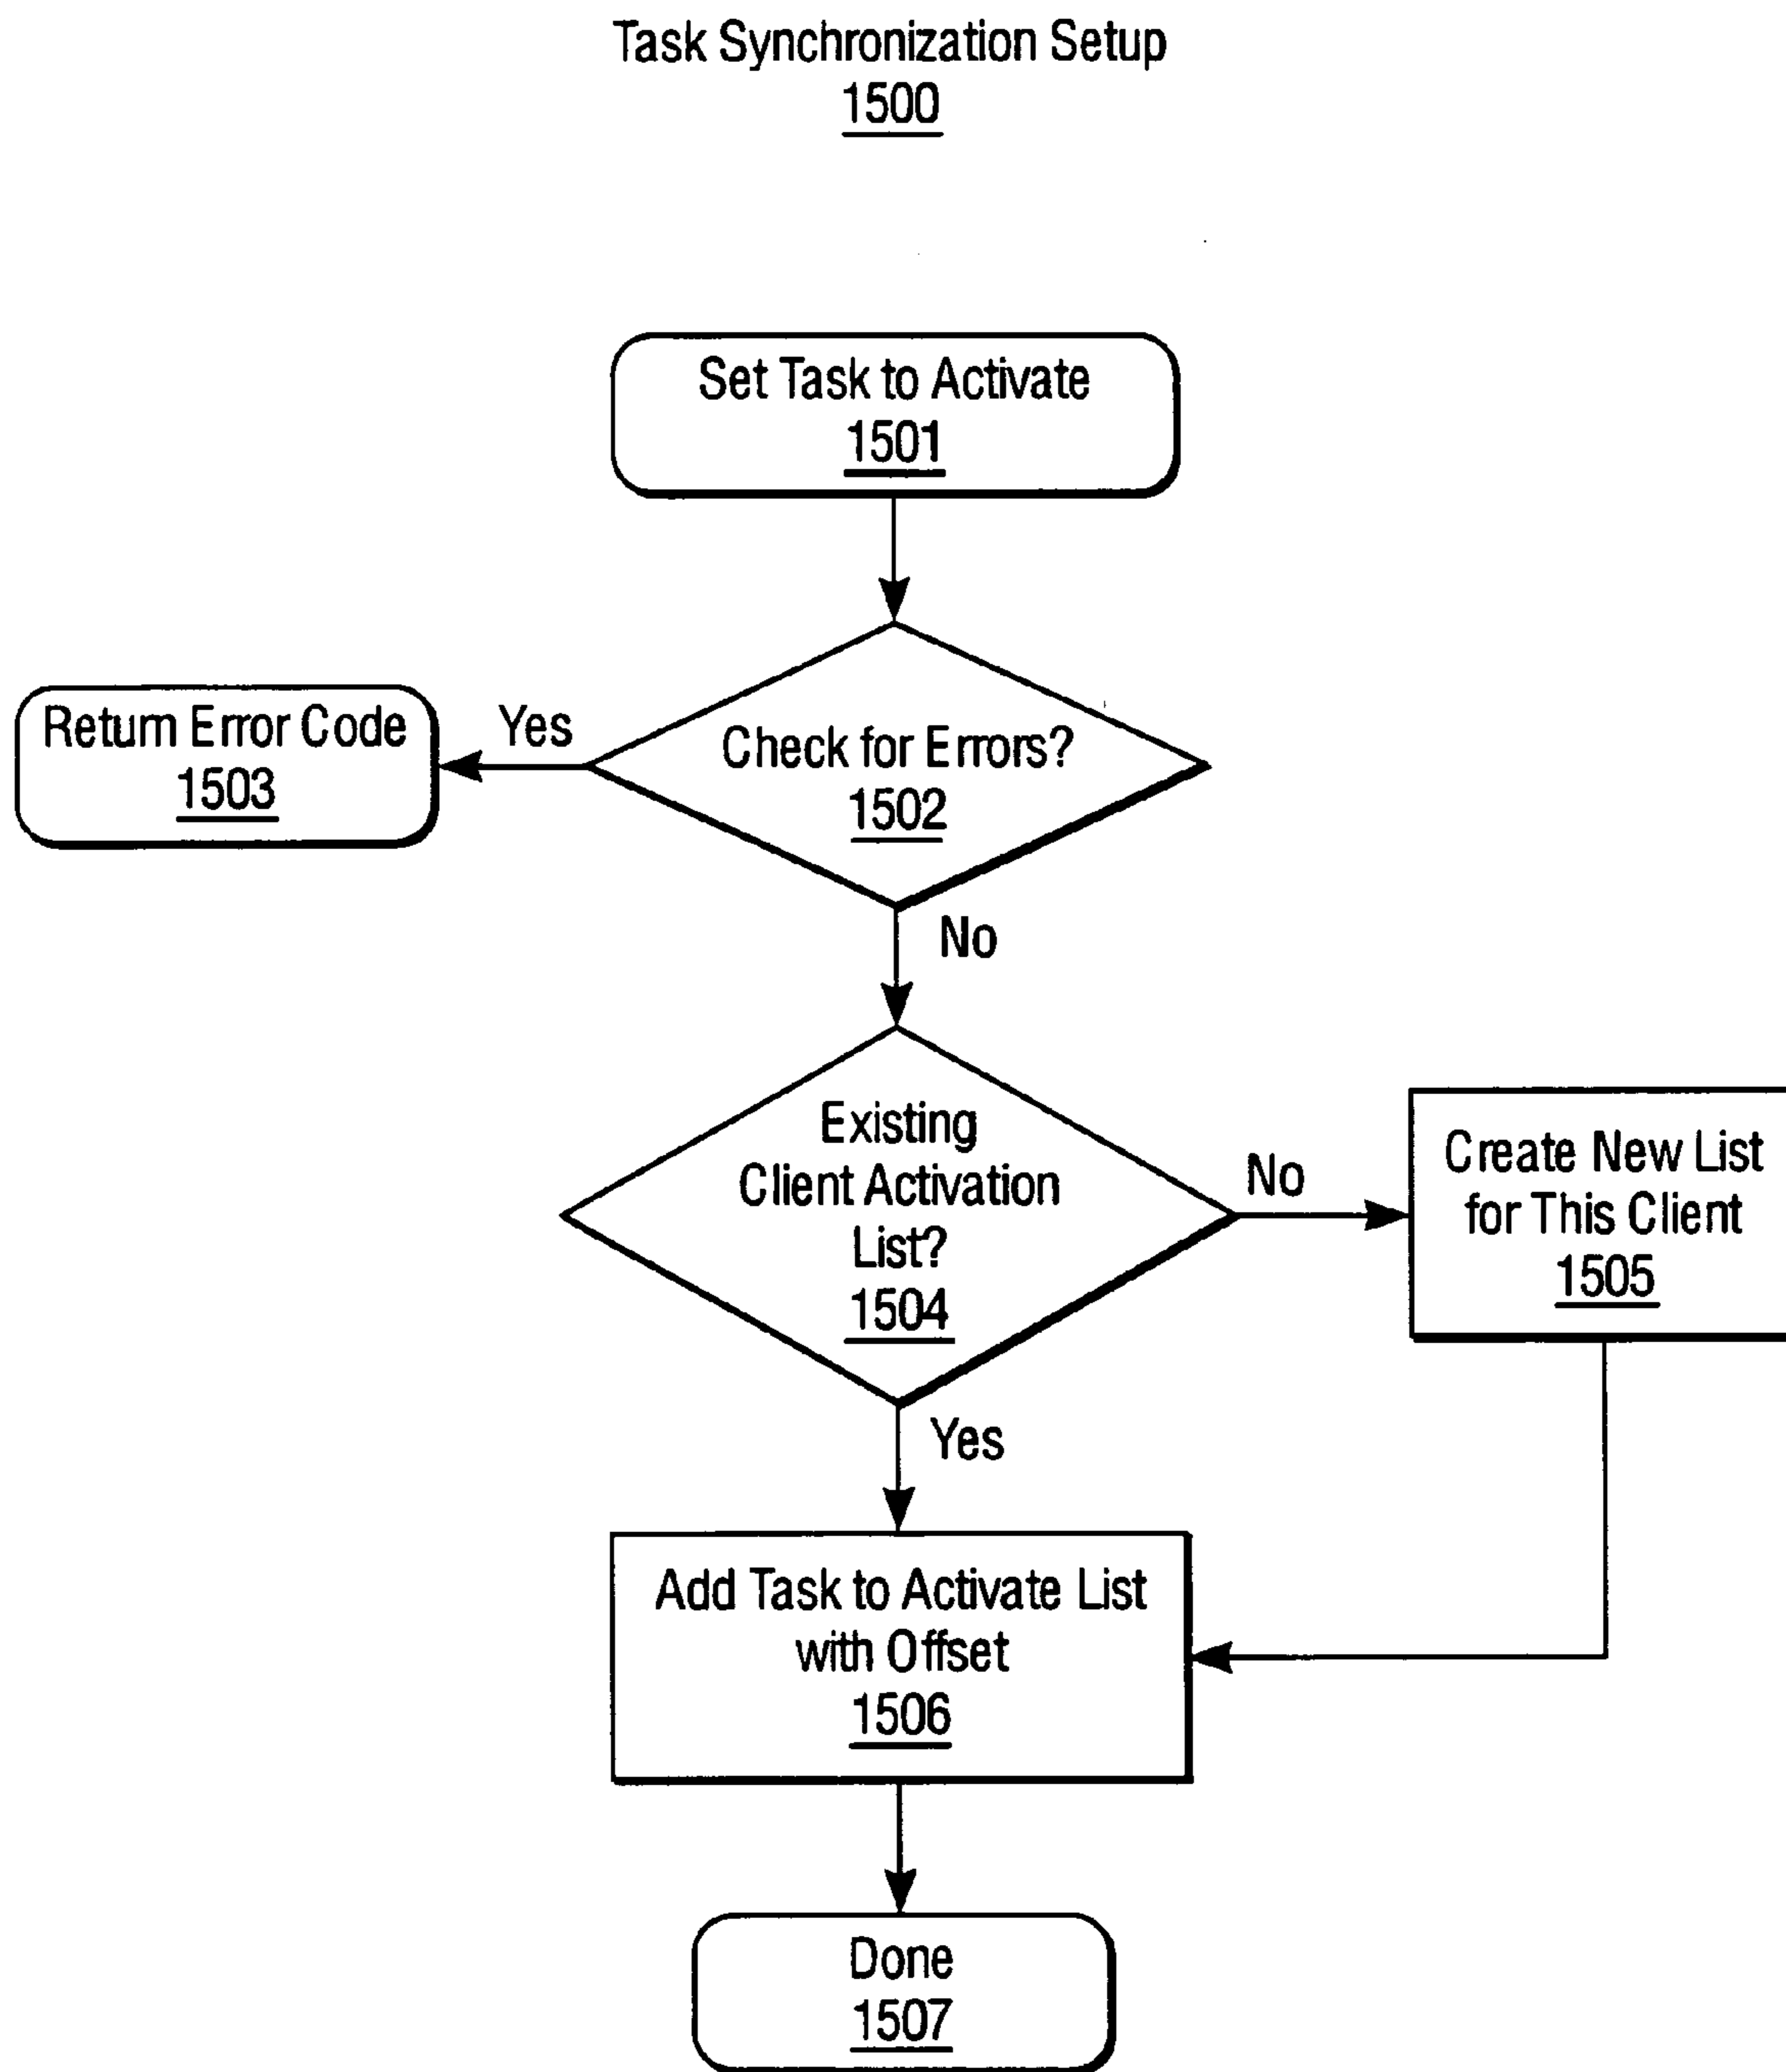 Task Synchronization Setup
1500
Set Task to Activate
1501
Check for Errors?
1502
Yes
Return Error Code
1503
No
Existing
Client Activation
List?
1504
No
Create New List
for This Client
1505
Yes
Add Task to Activate List
with Offset
1506
Done
1507